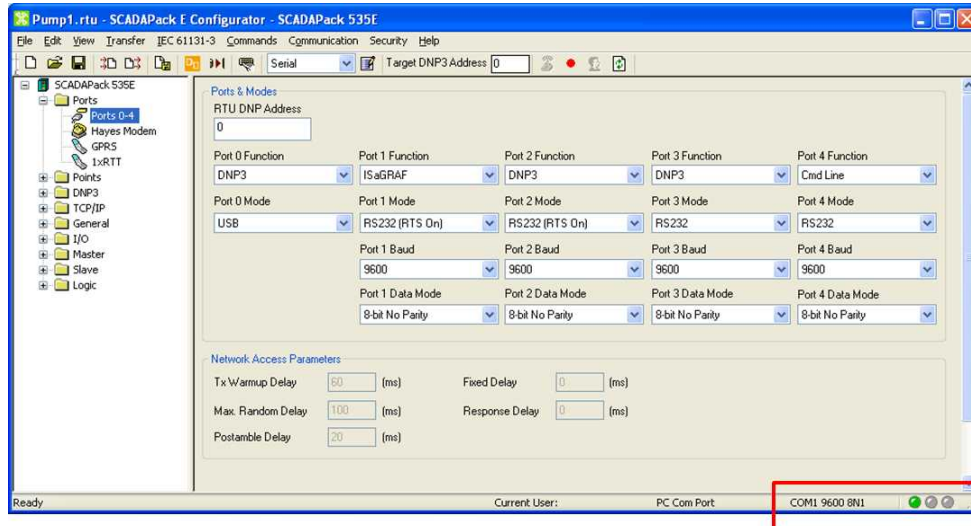 Pump1.rtu - SCADAPack E Configurator - SCADAPack 535E
File Edit View Transfer IEC 61131-3 Commands Communication Security Help
Serial Target DNP3 Address 0
SCADAPack 535E
Ports
Ports 0-4
Hayes Modem
GPRS
1xRTT
Points
DNP3
TCP/IP
General
I/O
Master
Slave
Logic
Ports & Modes
RTU DNP Address
0
Port 0 Function Port 1 Function Port 2 Function Port 3 Function Port 4 Function
DNP3 ISaGRAF DNP3 DNP3 Cmd Line
Port 0 Mode Port 1 Mode Port 2 Mode Port 3 Mode Port 4 Mode
USB RS232 (RTS On) RS232 (RTS On) RS232 RS232
Port 1 Baud Port 2 Baud Port 3 Baud Port 4 Baud
9600 9600 9600 9600
Port 1 Data Mode Port 2 Data Mode Port 3 Data Mode Port 4 Data Mode
8-bit No Parity 8-bit No Parity 8-bit No Parity 8-bit No Parity
Network Access Parameters
Tx Warmup Delay 60 (ms) Fixed Delay 0 (ms)
Max. Random Delay 100 (ms) Response Delay 0 (ms)
Postamble Delay 20 (ms)
Ready Current User: PC Com Port COM1 9600 8N1